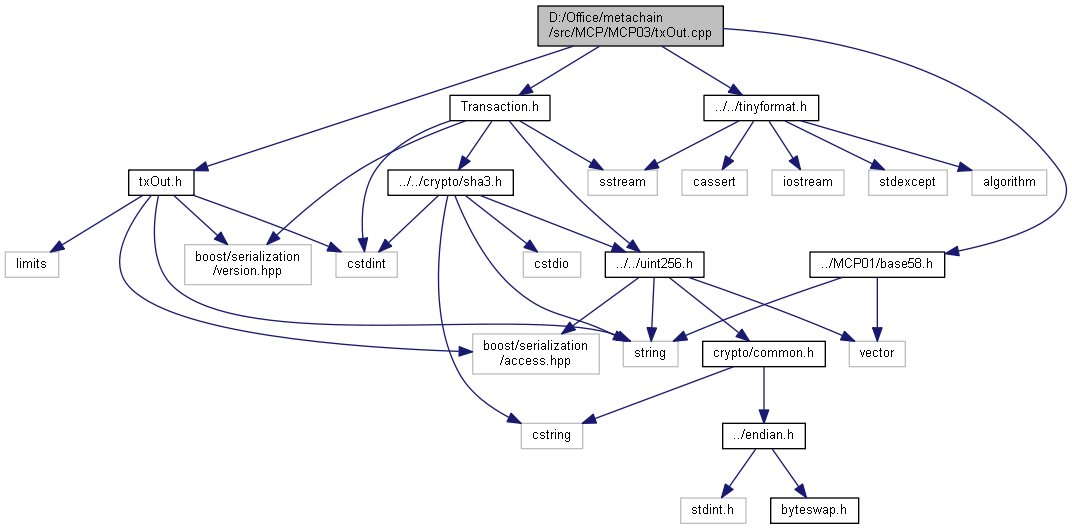 D:/Office/metachain
/src/MCP/MCP03/txOut.cpp
Transaction.h
../../tinyformat.h
txOut.h
../../crypto/sha3.h
sstream
cassert
iostream
stdexcept
algorithm
limits
boost/serialization
/version.hpp
cstdint
cstdio
../../uint256.h
../MCP01/base58.h
boost/serialization
/access.hpp
string
crypto/common.h
vector
cstring
../endian.h
stdint.h
byteswap.h